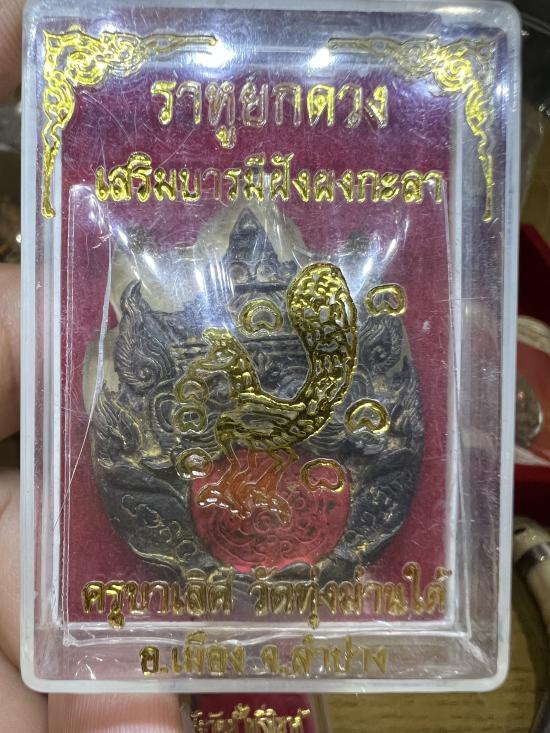 ราหูยกดวง
เสริมบารมีฝังผงกะลา
ครูบาเลิศ วัดทุ่งม่านใต้
อ.เมือง จ.ลำปาง